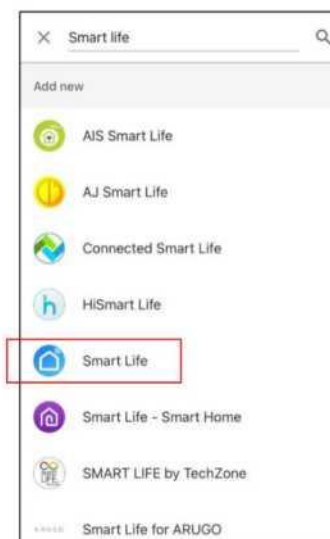 Smart life
Add new
AIS Smart Life
AJ Smart Life
Connected Smart Life
HiSmart Life
Smart Life
Smart Life - Smart Home
SMART LIFE by TechZone
ARUGO
Smart Life for ARUGO